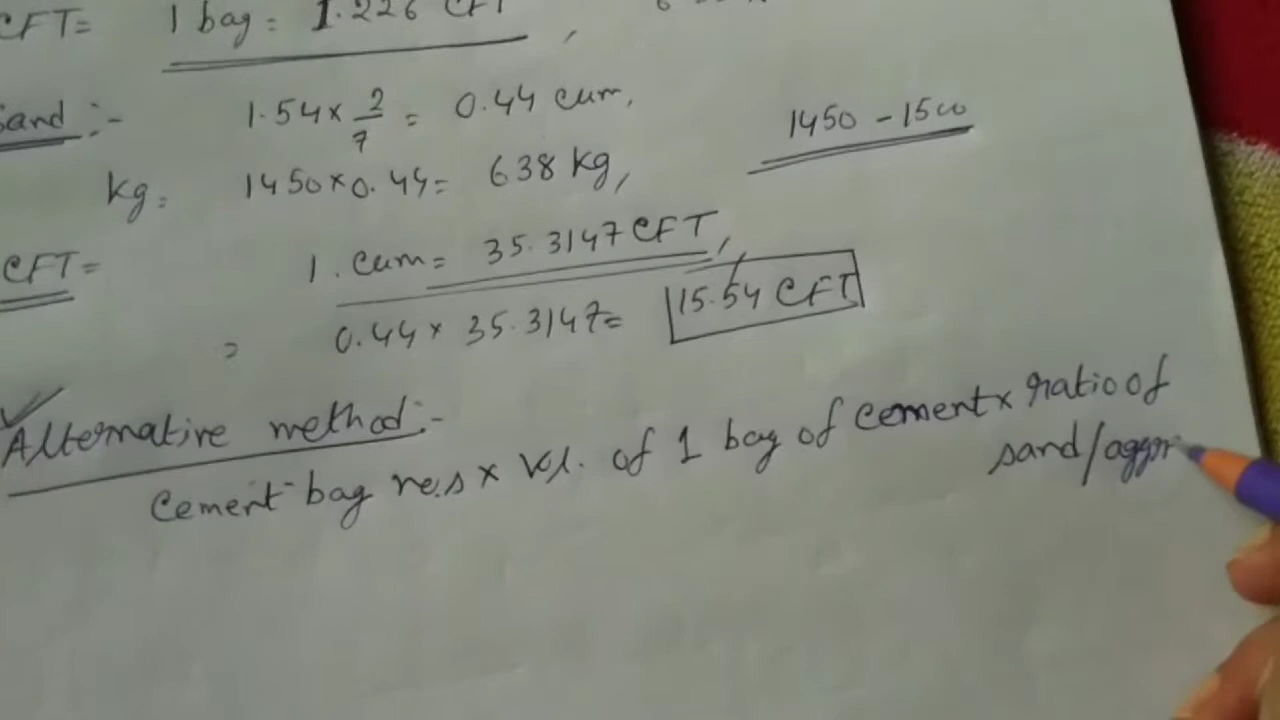 CFT= 1 bag = 1.226 CFT
Sand :- 1.54 x 2/7 = 0.44 cum,
1450 - 1500
kg = 1450 x 0.44 = 638 kg,
CFT = 1. cum = 35.3147 CFT,
= 0.44 x 35.3147 = 15.54 CFT
Alternative method:-
Cement bag nes x Vol. of 1 bag of cement x ratio of
sand/aggr